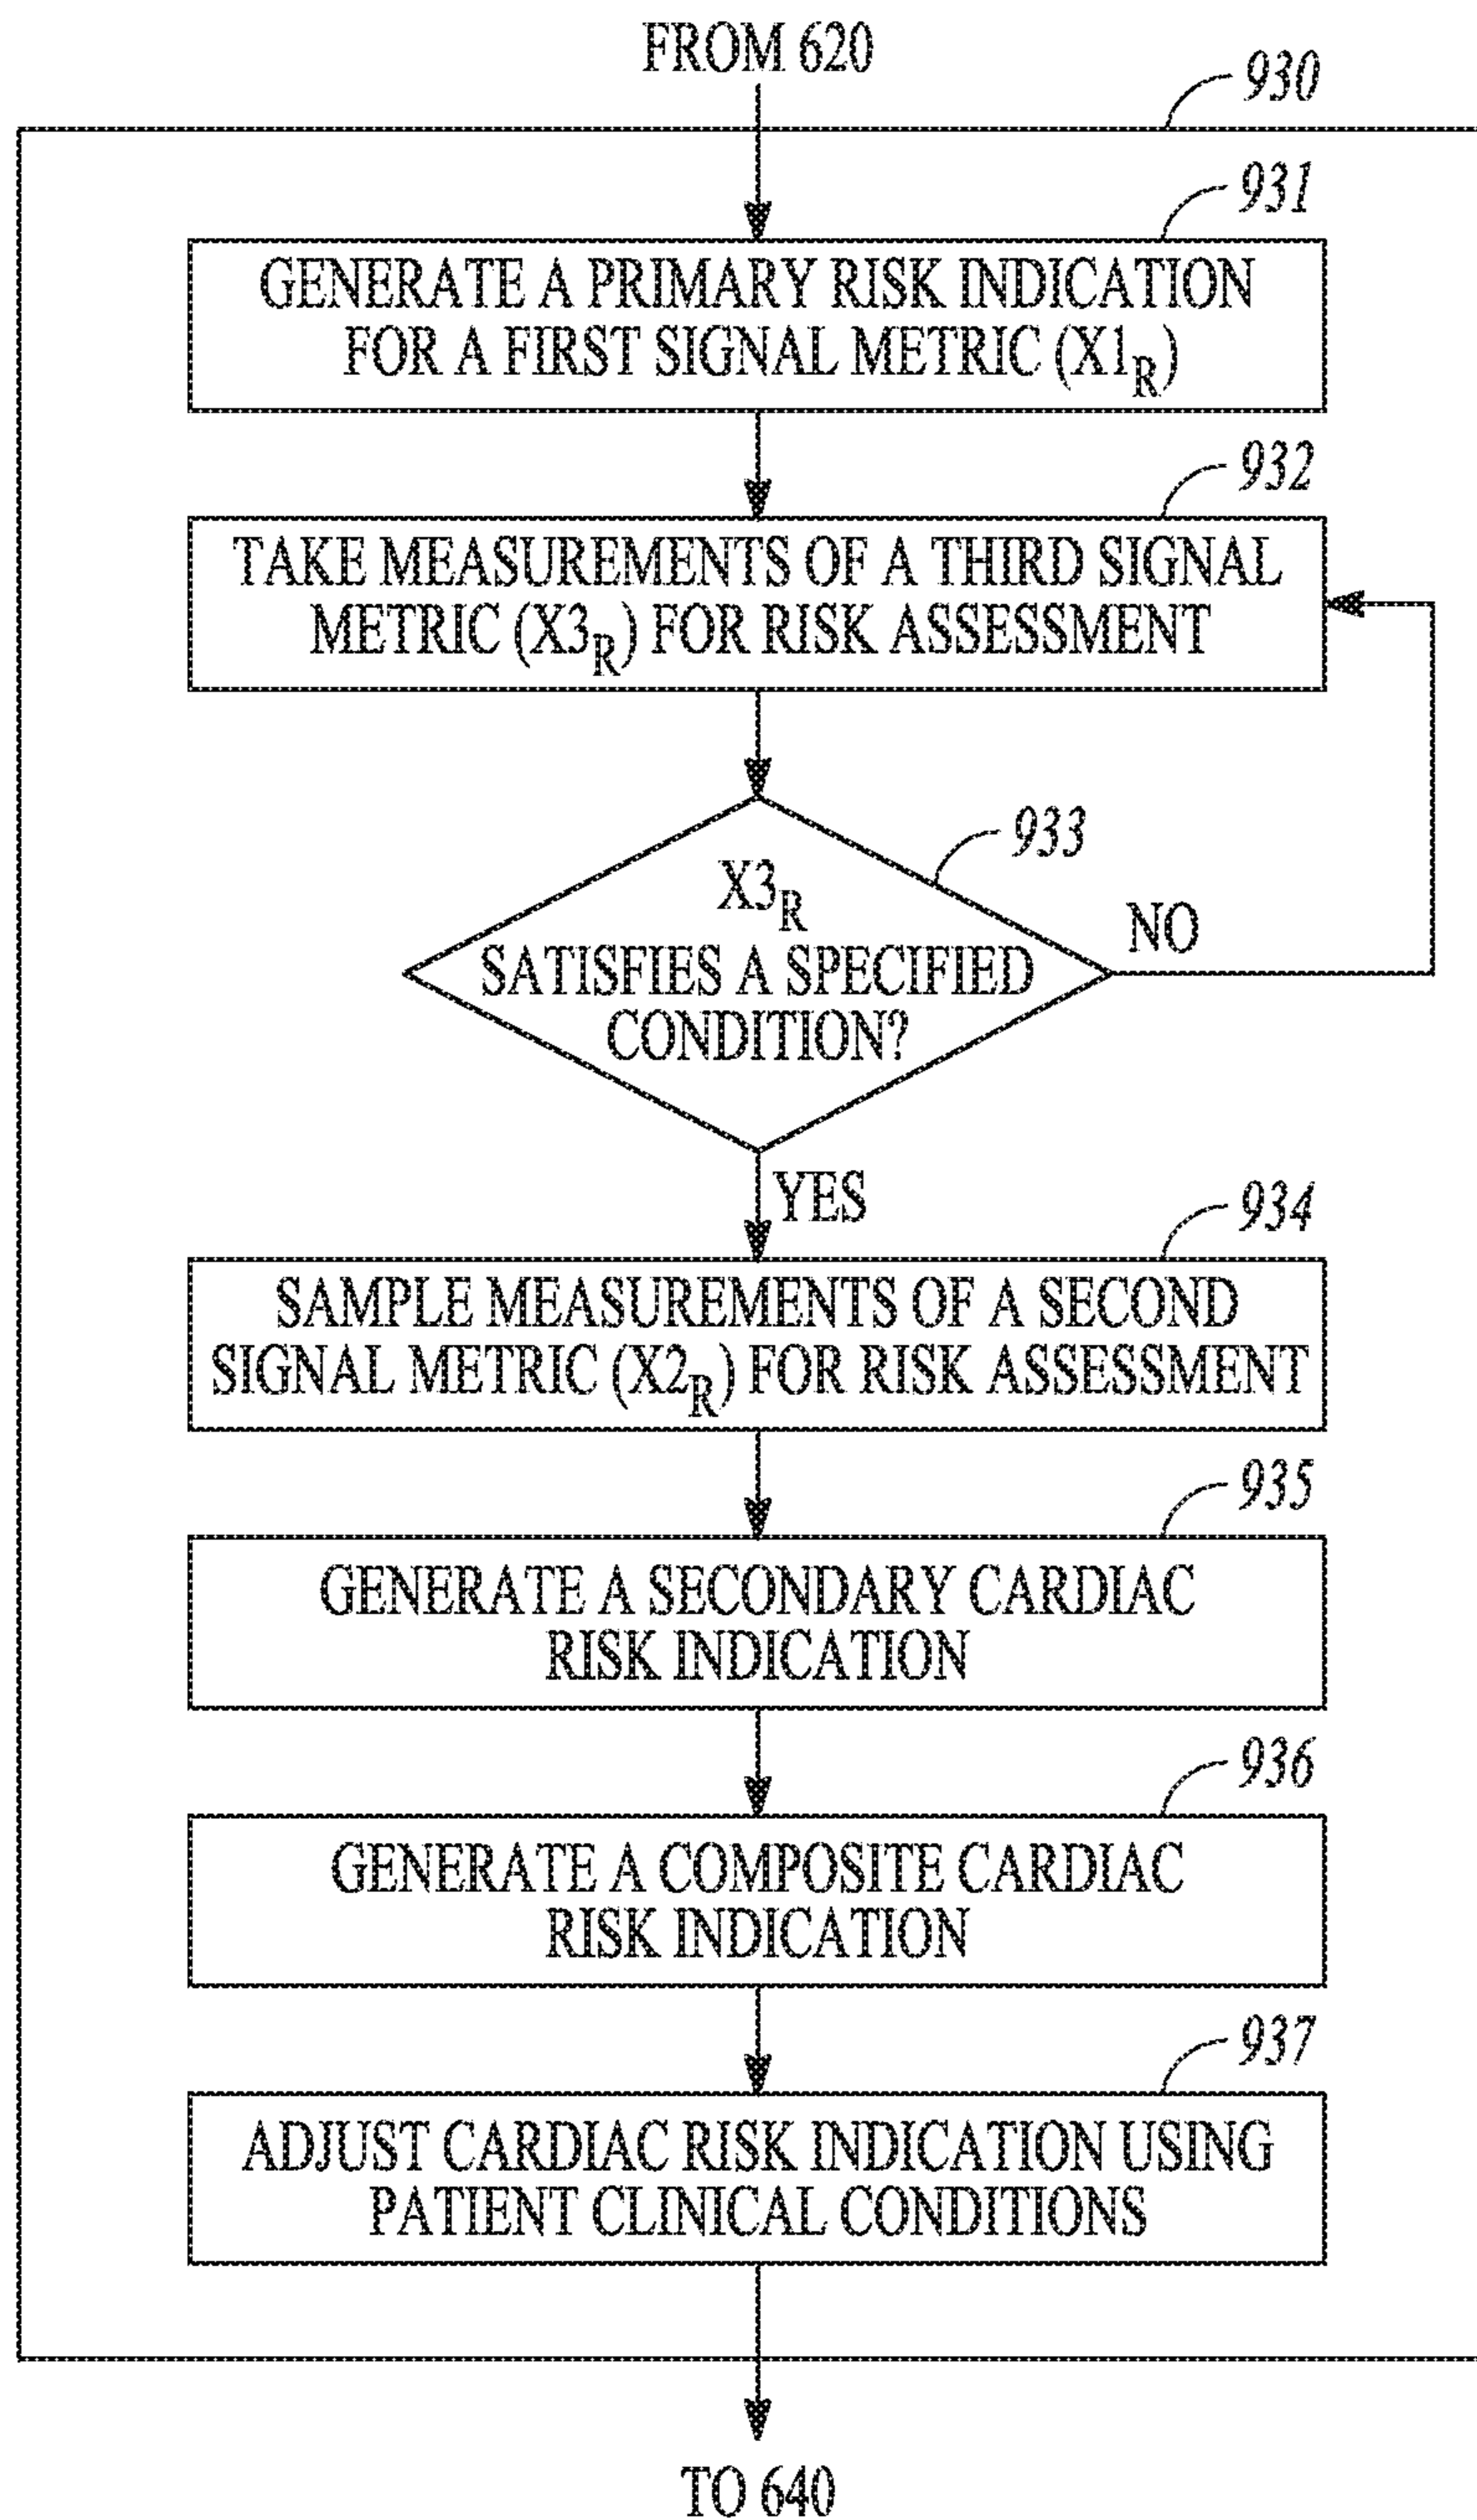 FROM 620
930
931
GENERATE A PRIMARY RISK INDICATION
FOR A FIRST SIGNAL METRIC (X1R)
932
TAKE MEASUREMENTS OF A THIRD SIGNAL
METRIC (X3R) FOR RISK ASSESSMENT
933
X3R
SATISFIES A SPECIFIED
CONDITION?
NO
YES
934
SAMPLE MEASUREMENTS OF A SECOND
SIGNAL METRIC (X2R) FOR RISK ASSESSMENT
935
GENERATE A SECONDARY CARDIAC
RISK INDICATION
936
GENERATE A COMPOSITE CARDIAC
RISK INDICATION
937
ADJUST CARDIAC RISK INDICATION USING
PATIENT CLINICAL CONDITIONS
TO 640